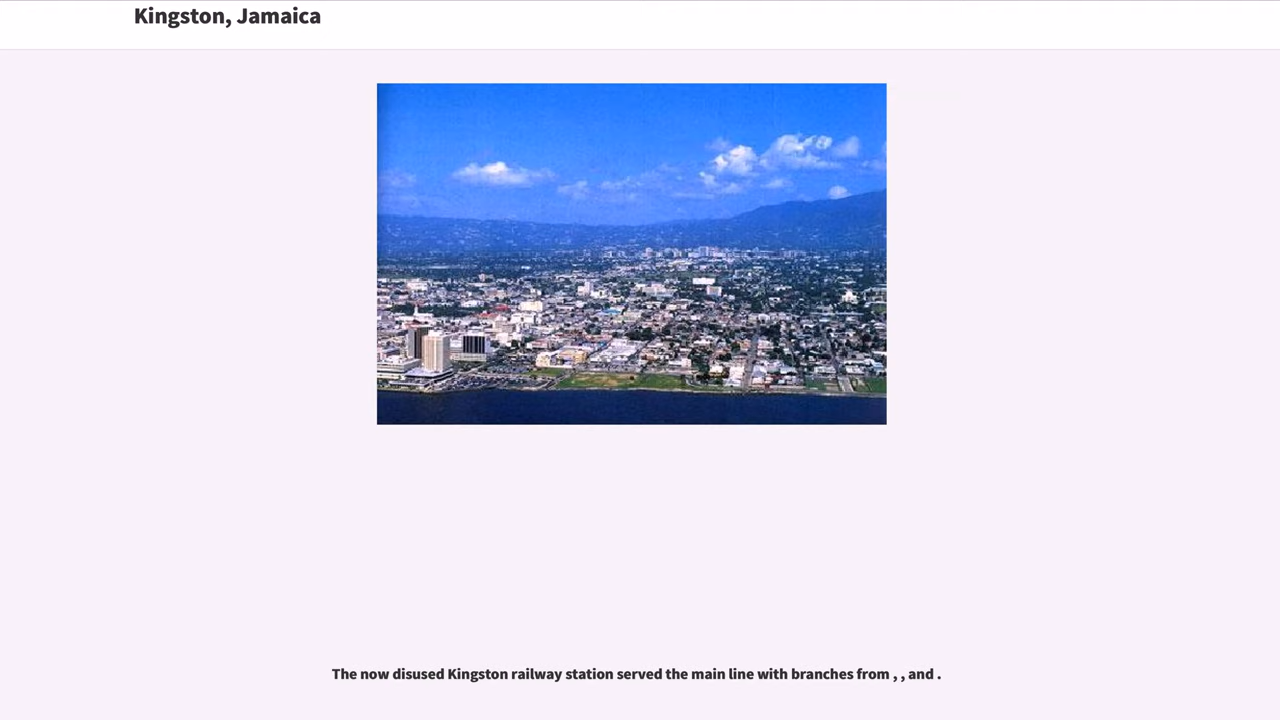 Kingston, Jamaica
The now disused Kingston railway station served the main line with branches from , , and .